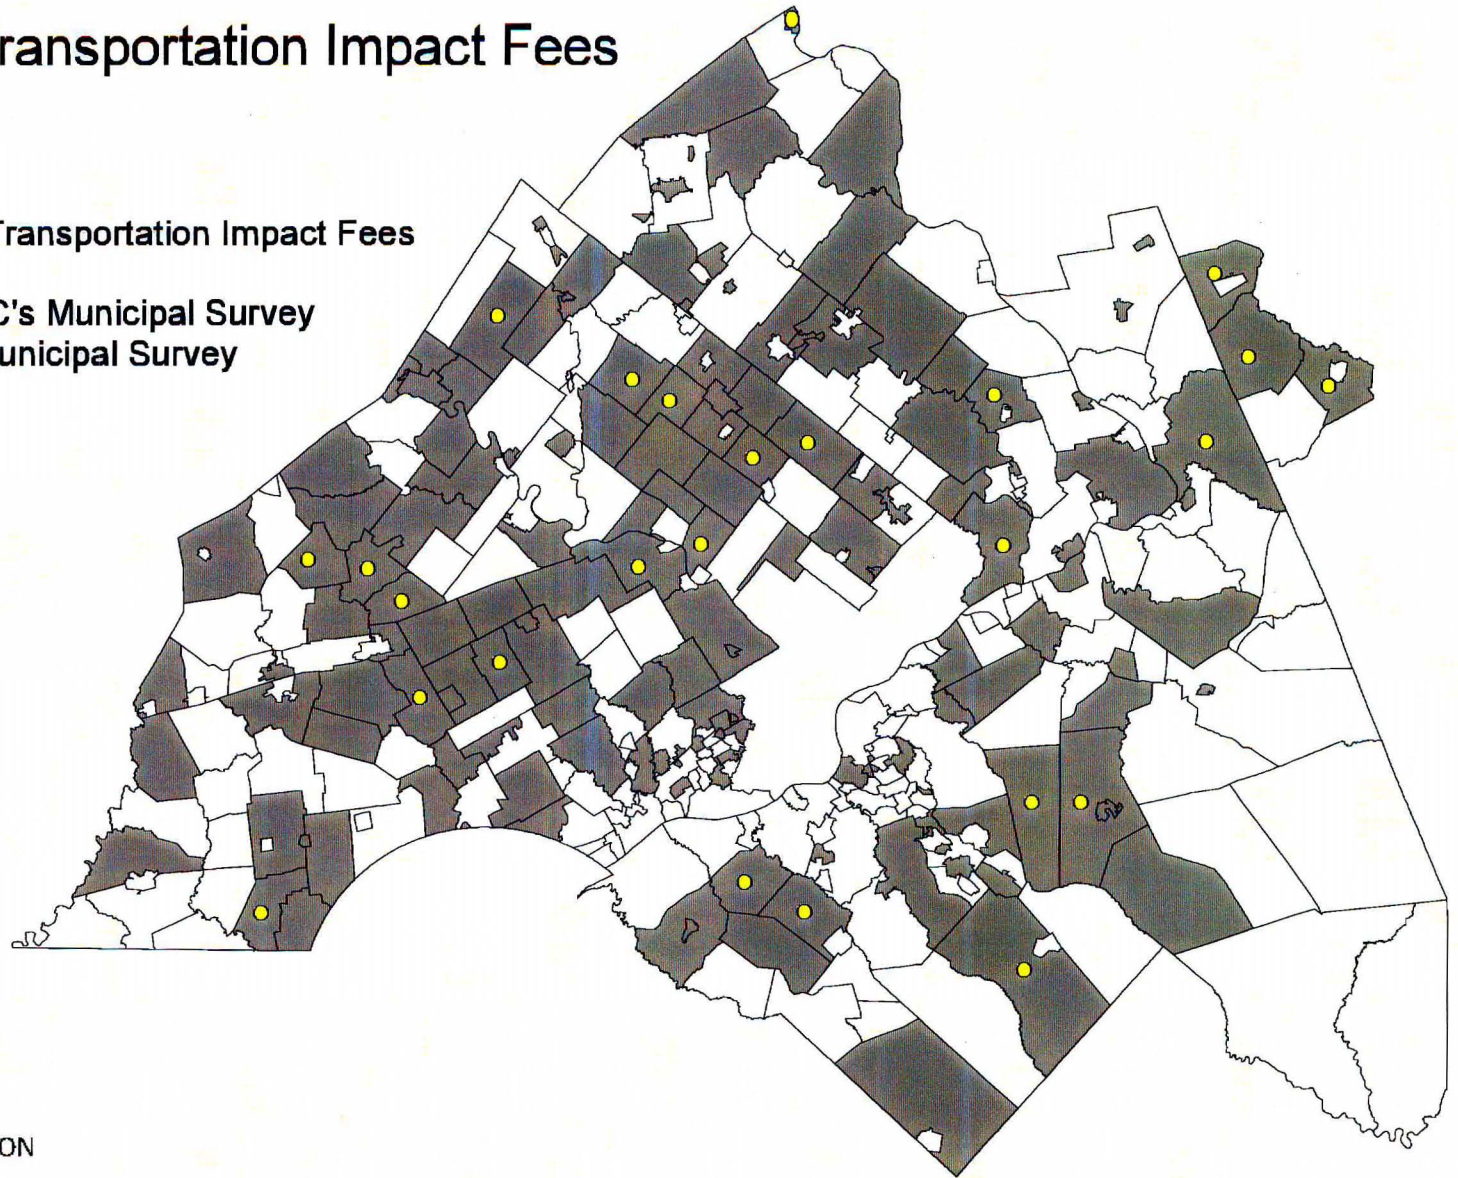 ransportation Impact Fees
Transportation Impact Fees
C's Municipal Survey
unicipal Survey
ON